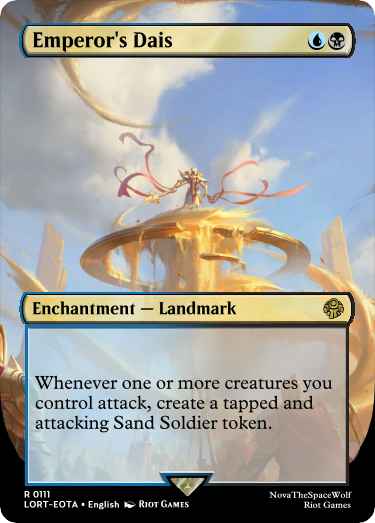 Emperor's Dais
Enchantment — Landmark
Whenever one or more creatures you
control attack, create a tapped and
attacking Sand Soldier token.
R 0111
LORT-EOTA • English RIOT GAMES
NovaTheSpaceWolf
Riot Games